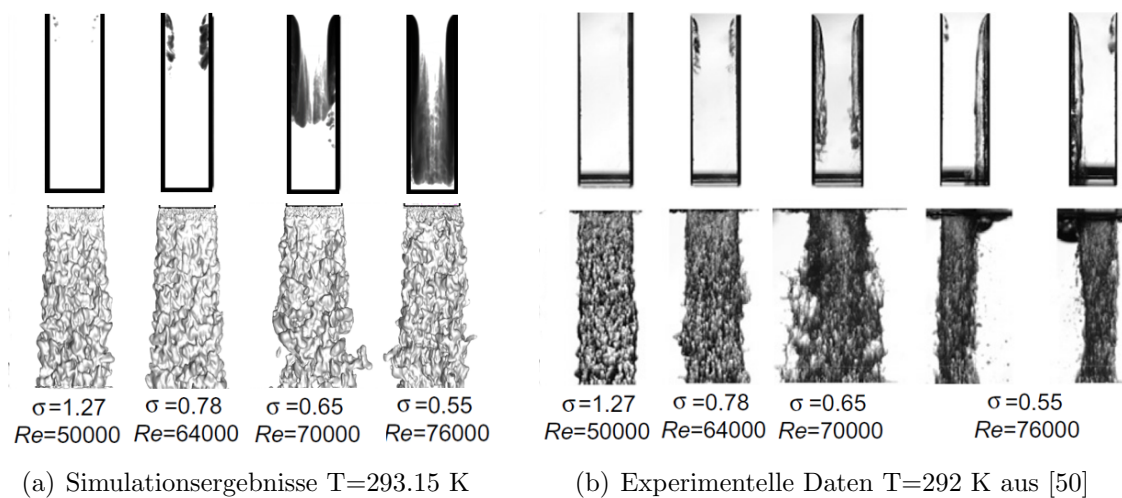 σ=1.27 σ=0.78 σ=0.65 σ=0.55
Re=50000 Re=64000 Re=70000 Re=76000
(a) Simulationsergebnisse T=293.15 K
σ=1.27 σ=0.78 σ=0.65 σ=0.55
Re=50000 Re=64000 Re=70000 Re=76000
(b) Experimentelle Daten T=292 K aus [50]